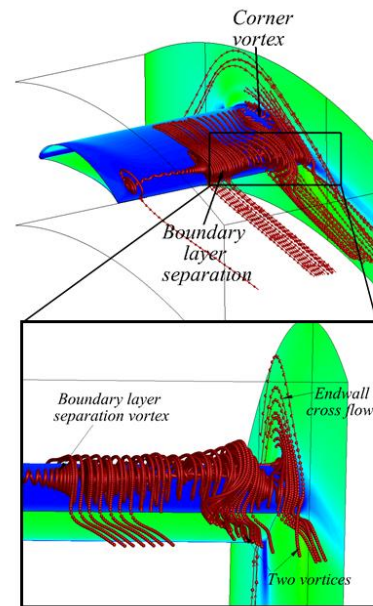 Corner
vortex
Boundary
layer
separation
Boundary layer
separation vortex
Endwall
cross flow
Two vortices